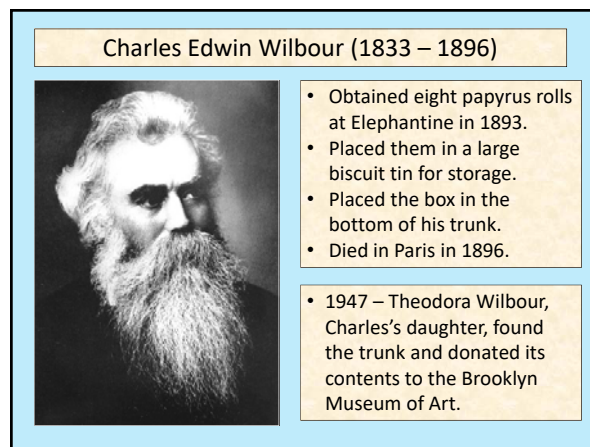 Charles Edwin Wilbour (1833 – 1896)
• Obtained eight papyrus rolls
at Elephantine in 1893.
• Placed them in a large
biscuit tin for storage.
• Placed the box in the
bottom of his trunk.
• Died in Paris in 1896.
• 1947 – Theodora Wilbour,
Charles's daughter, found
the trunk and donated its
contents to the Brooklyn
Museum of Art.